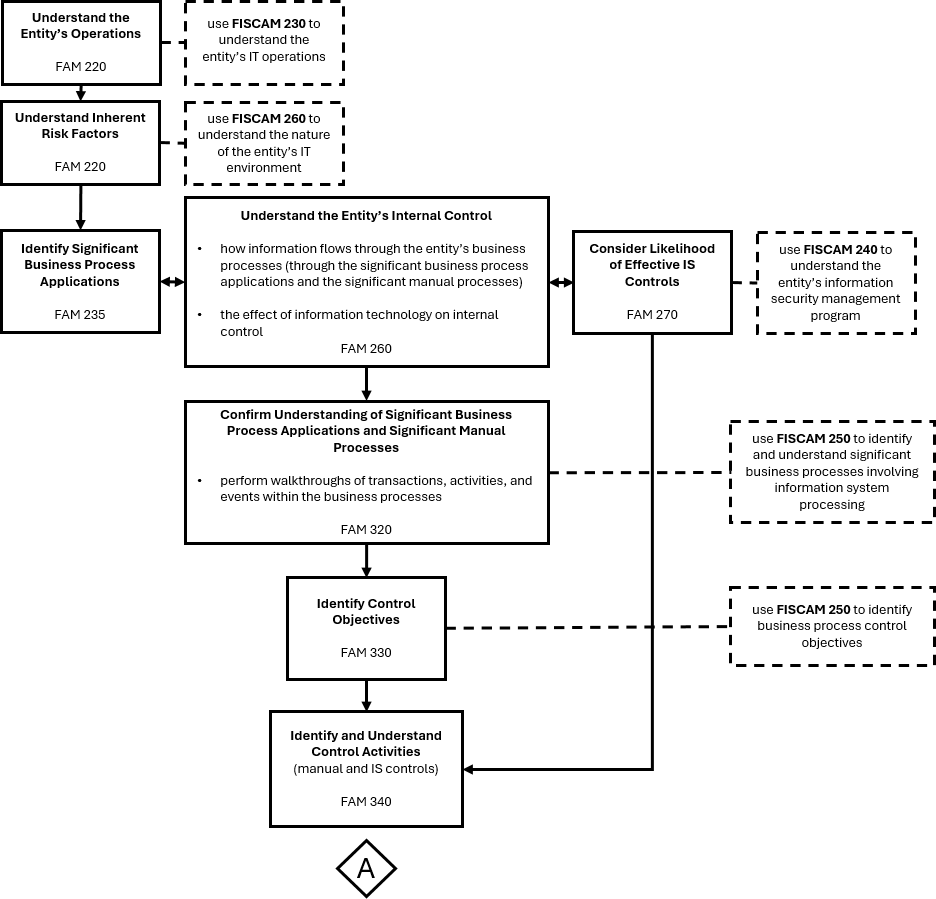 Understand the
Entity's Operations
FAM 220
use FISCAM 230 to
understand the
entity's IT operations
Understand Inherent
Risk Factors
FAM 220
use FISCAM 260 to
understand the nature
of the entity's IT
environment
Identify Significant
Business Process
Applications
FAM 235
Understand the Entity's Internal Control
• how information flows through the entity's business
processes (through the significant business process
applications and the significant manual processes)
• the effect of information technology on internal
control
FAM 260
Consider Likelihood
of Effective IS
Controls
FAM 270
use FISCAM 240 to
understand the
entity's information
security management
program
Confirm Understanding of Significant Business
Process Applications and Significant Manual
Processes
• perform walkthroughs of transactions, activities, and
events within the business processes
FAM 320
use FISCAM 250 to identify
and understand significant
business processes involving
information system
processing
Identify Control
Objectives
FAM 330
use FISCAM 250 to identify
business process control
objectives
Identify and Understand
Control Activities
(manual and IS controls)
FAM 340
A